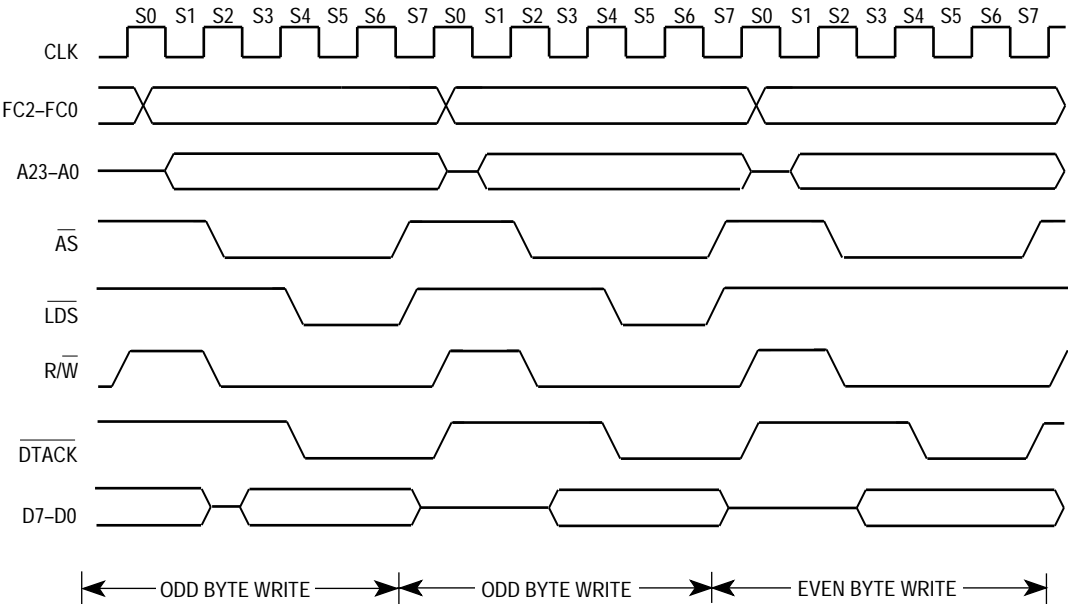 S0 S1 S2 S3 S4 S5 S6 S7 S0 S1 S2 S3 S4 S5 S6 S7 S0 S1 S2 S3 S4 S5 S6 S7
CLK
FC2–FC0
A23–A0
AS
LDS
R/W
DTACK
D7–D0
ODD BYTE WRITE ODD BYTE WRITE EVEN BYTE WRITE